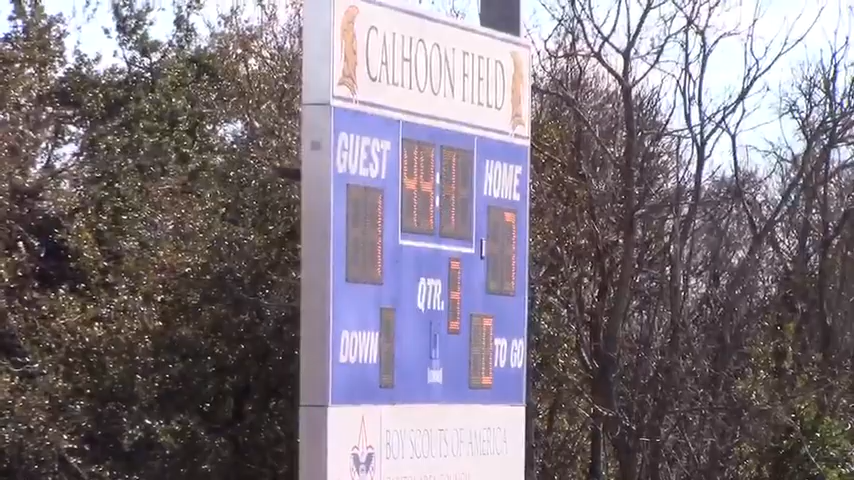 CALHOON FIELD
GUEST
HOME
QTR.
DOWN
TO GO
BOY SCOUTS OF AMERICA